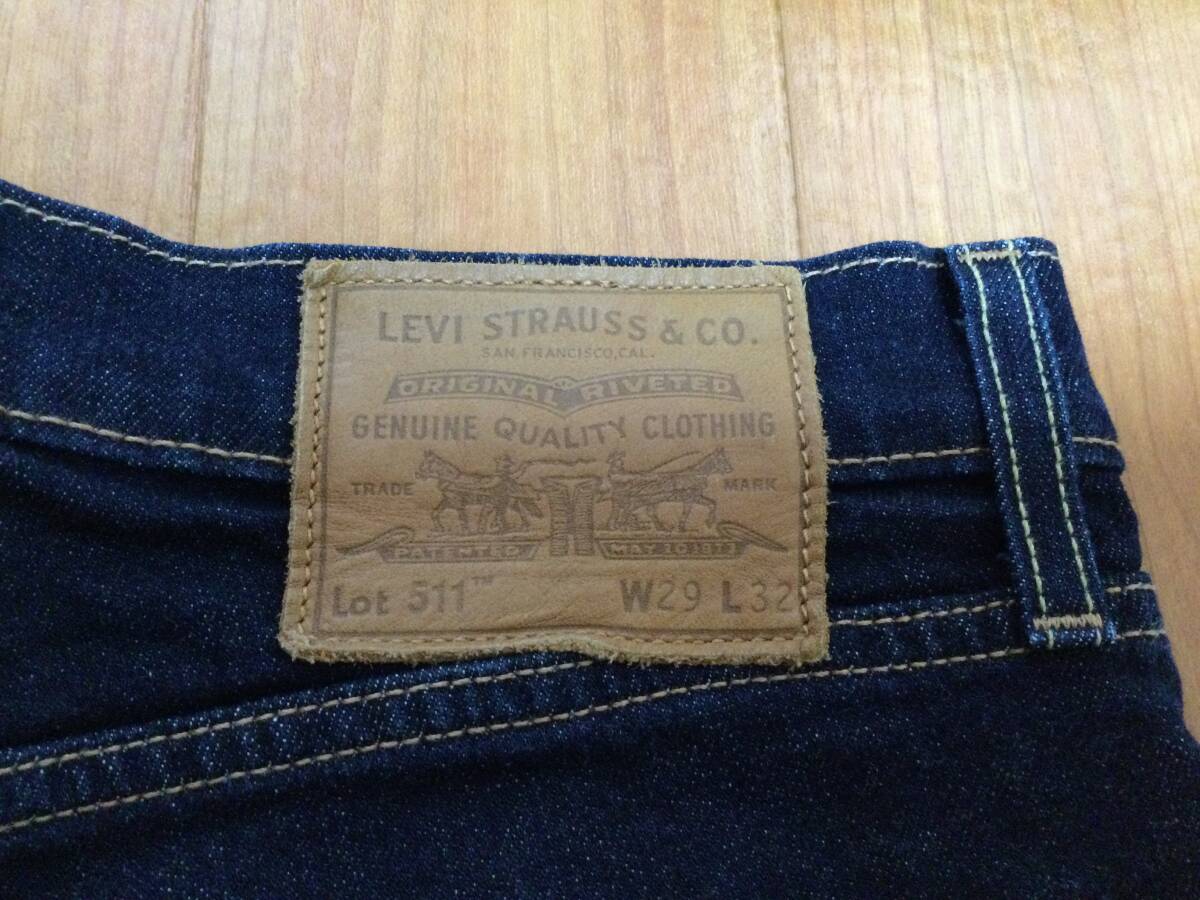 LEVI STRAUSS & CO.
SAN FRANCISCO, CAL.
ORIGINAL RIVETED
GENUINE QUALITY CLOTHING
TRADE MARK
PATENTED MAY 20 1873
Lot 511™ W29 L32